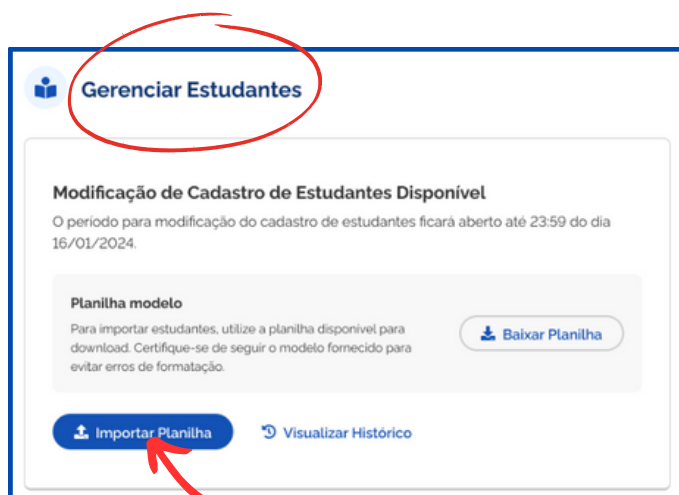 Gerenciar Estudantes
Modificação de Cadastro de Estudantes Disponível
O período para modificação do cadastro de estudantes ficará aberto até 23:59 do dia
16/01/2024.
Planilha modelo
Para importar estudantes, utilize a planilha disponível para
download. Certifique-se de seguir o modelo fornecido para
evitar erros de formatação.
Baixar Planilha
Importar Planilha
Visualizar Histórico